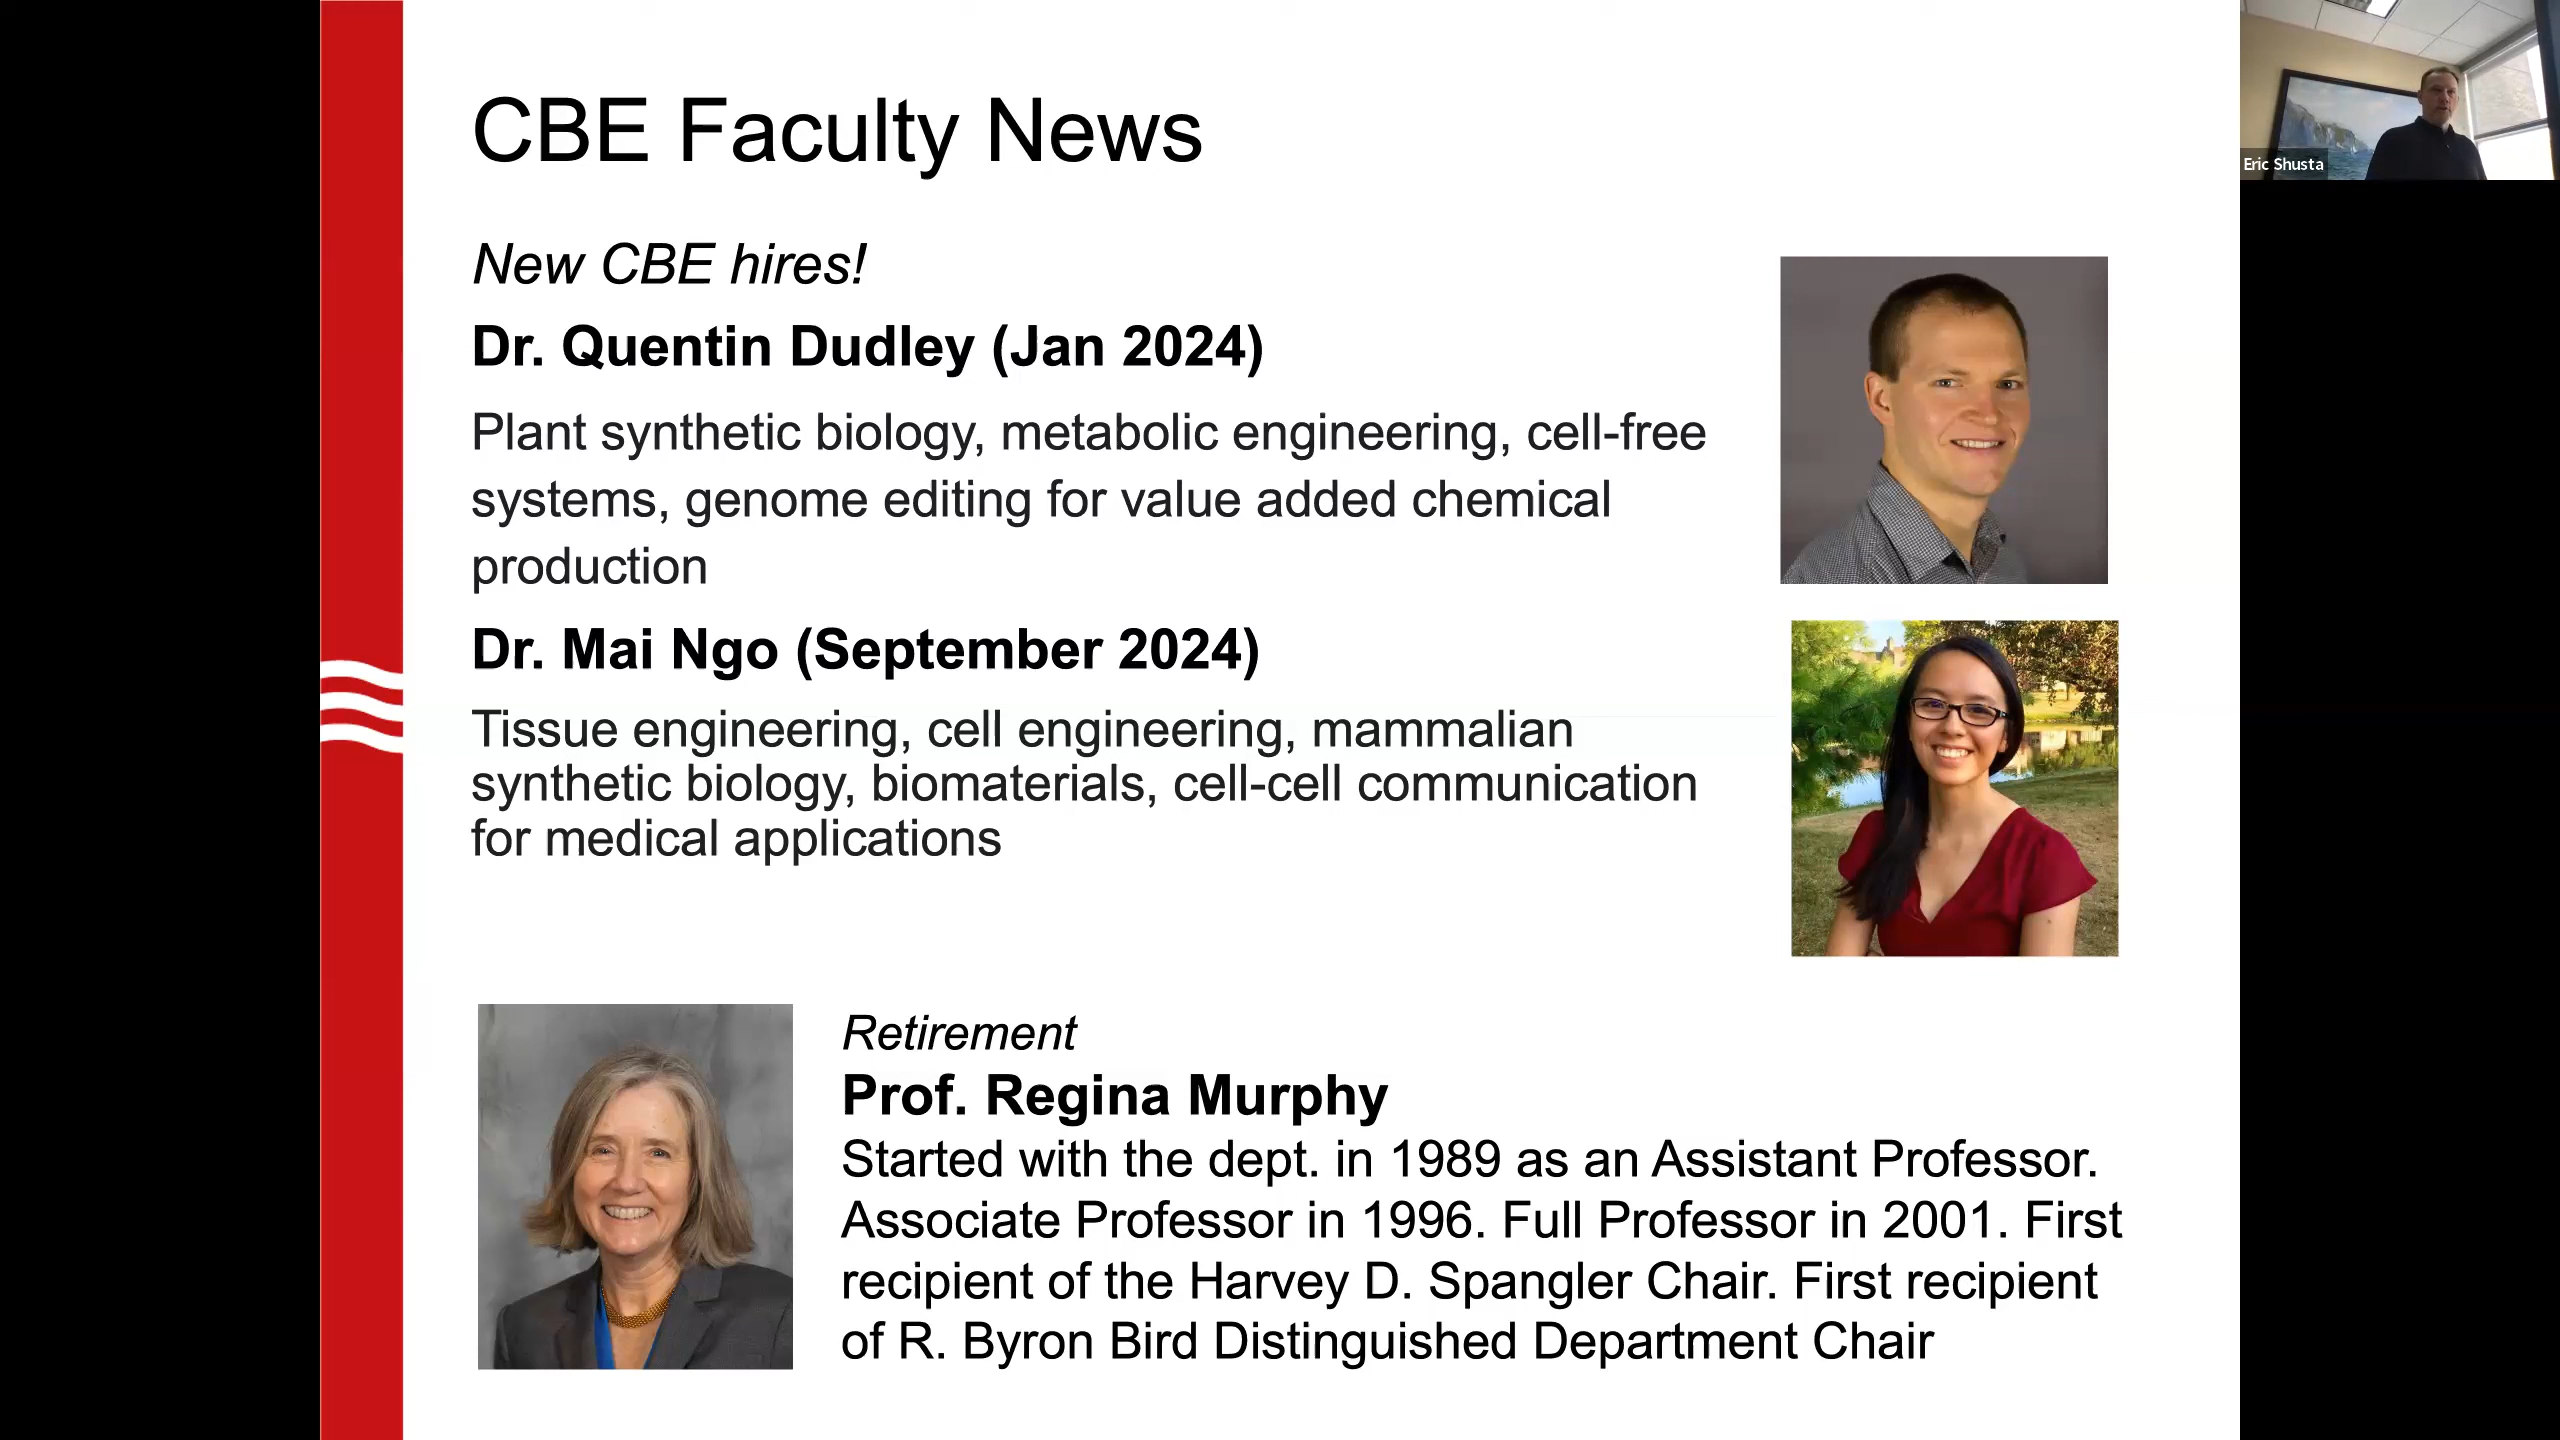 CBE Faculty News
New CBE hires!
Dr. Quentin Dudley (Jan 2024)
Plant synthetic biology, metabolic engineering, cell-free
systems, genome editing for value added chemical
production
Dr. Mai Ngo (September 2024)
Tissue engineering, cell engineering, mammalian
synthetic biology, biomaterials, cell-cell communication
for medical applications
Retirement
Prof. Regina Murphy
Started with the dept. in 1989 as an Assistant Professor.
Associate Professor in 1996. Full Professor in 2001. First
recipient of the Harvey D. Spangler Chair. First recipient
of R. Byron Bird Distinguished Department Chair
Eric Shusta